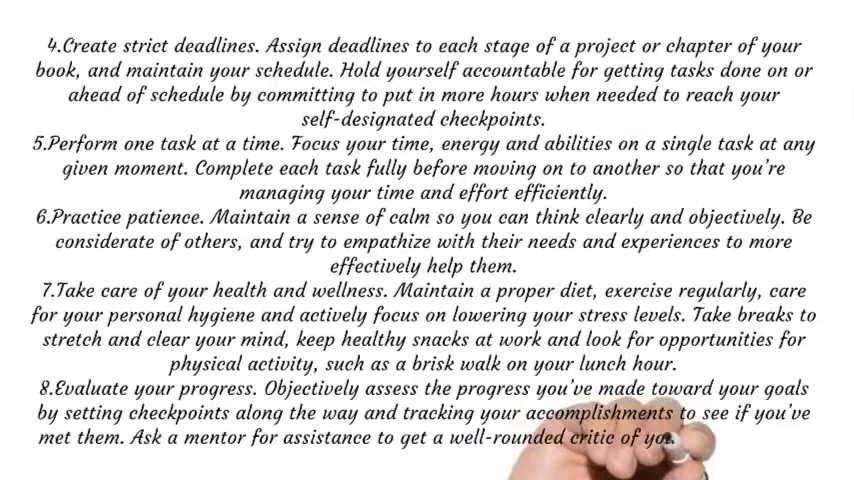 4.Create strict deadlines. Assign deadlines to each stage of a project or chapter of your
book, and maintain your schedule. Hold yourself accountable for getting tasks done on or
ahead of schedule by committing to put in more hours when needed to reach your
self-designated checkpoints.
5.Perform one task at a time. Focus your time, energy and abilities on a single task at any
given moment. Complete each task fully before moving on to another so that you’re
managing your time and effort efficiently.
6.Practice patience. Maintain a sense of calm so you can think clearly and objectively. Be
considerate of others, and try to empathize with their needs and experiences to more
effectively help them.
7.Take care of your health and wellness. Maintain a proper diet, exercise regularly, care
for your personal hygiene and actively focus on lowering your stress levels. Take breaks to
stretch and clear your mind, keep healthy snacks at work and look for opportunities for
physical activity, such as a brisk walk on your lunch hour.
8.Evaluate your progress. Objectively assess the progress you’ve made toward your goals
by setting checkpoints along the way and tracking your accomplishments to see if you’ve
met them. Ask a mentor for assistance to get a well-rounded critic of